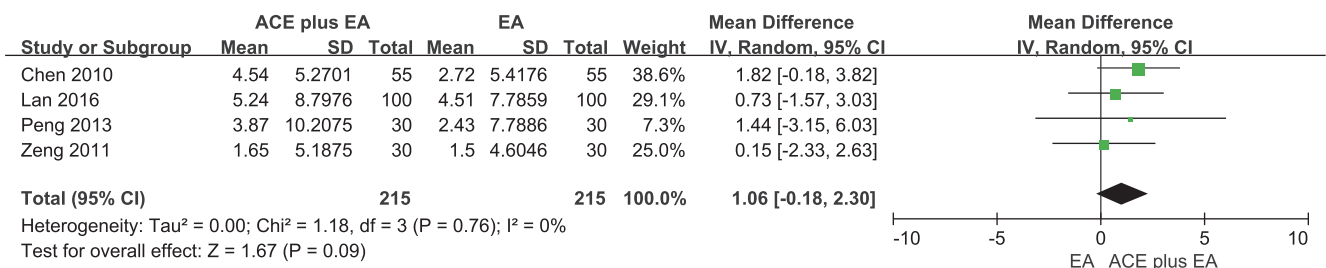 ACE plus EA EA Mean Difference Mean Difference
Study or Subgroup Mean SD Total Mean SD Total Weight IV, Random, 95% CI IV, Random, 95% CI
Chen 2010 4.54 5.2701 55 2.72 5.4176 55 38.6% 1.82 [-0.18, 3.82]
Lan 2016 5.24 8.7976 100 4.51 7.7859 100 29.1% 0.73 [-1.57, 3.03]
Peng 2013 3.87 10.2075 30 2.43 7.7886 30 7.3% 1.44 [-3.15, 6.03]
Zeng 2011 1.65 5.1875 30 1.5 4.6046 30 25.0% 0.15 [-2.33, 2.63]
Total (95% CI) 215 215 100.0% 1.06 [-0.18, 2.30]
Heterogeneity: Tau² = 0.00; Chi² = 1.18, df = 3 (P = 0.76); I² = 0%
Test for overall effect: Z = 1.67 (P = 0.09)
-10 -5 0 5 10
EA ACE plus EA